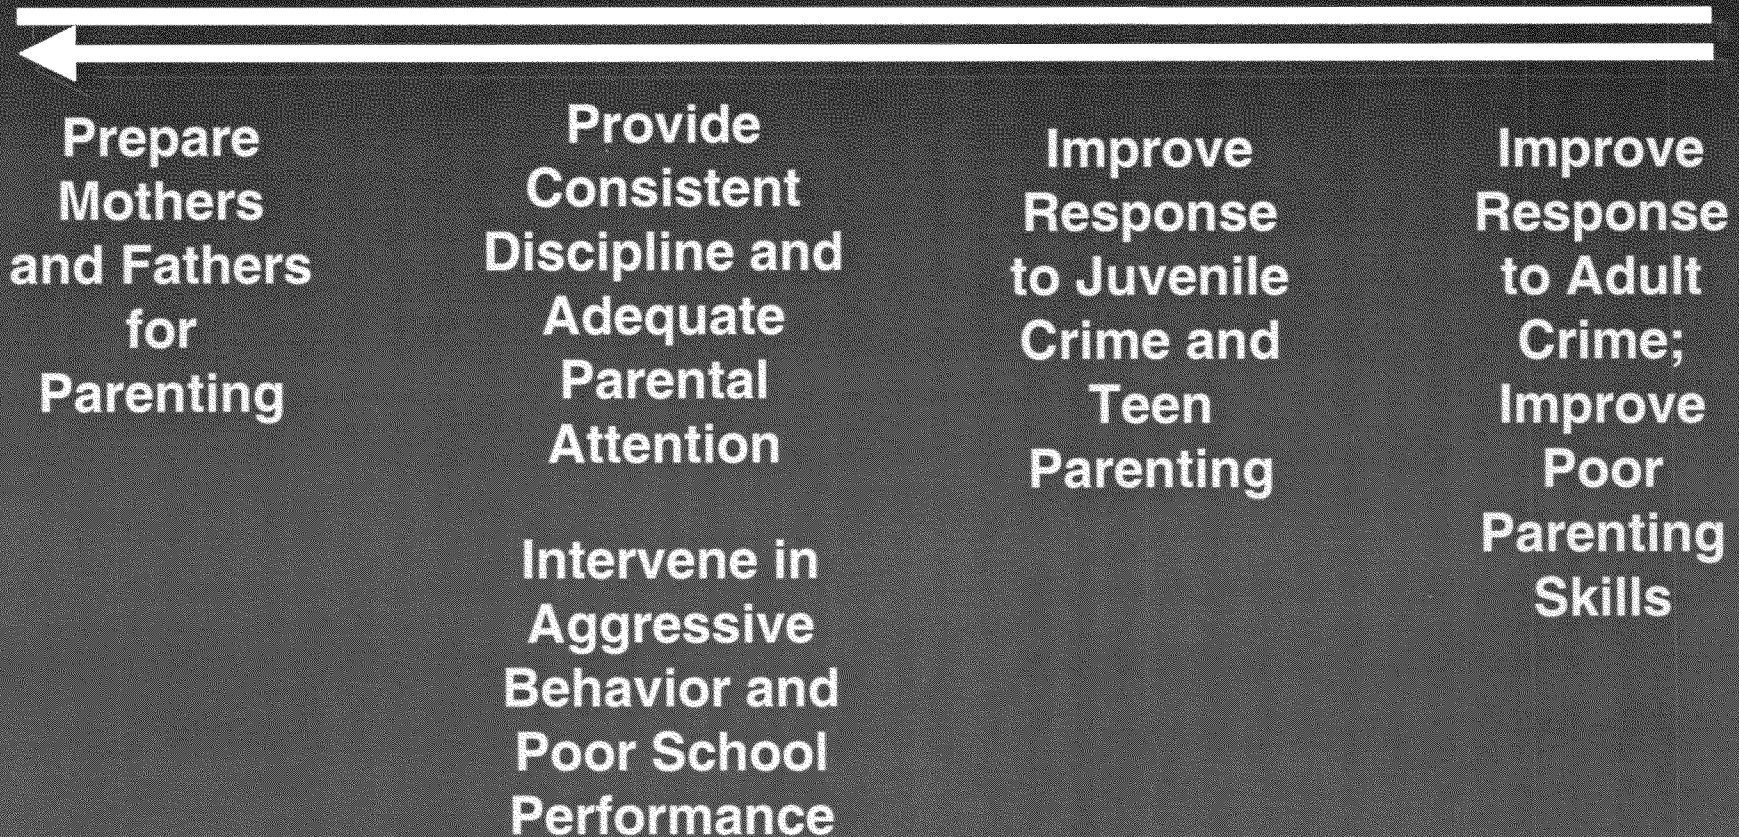 Prepare
Mothers
and Fathers
for
Parenting
Provide
Consistent
Discipline and
Adequate
Parental
Attention
Intervene in
Aggressive
Behavior and
Poor School
Performance
Improve
Response
to Juvenile
Crime and
Teen
Parenting
Improve
Response
to Adult
Crime;
Improve
Poor
Parenting
Skills